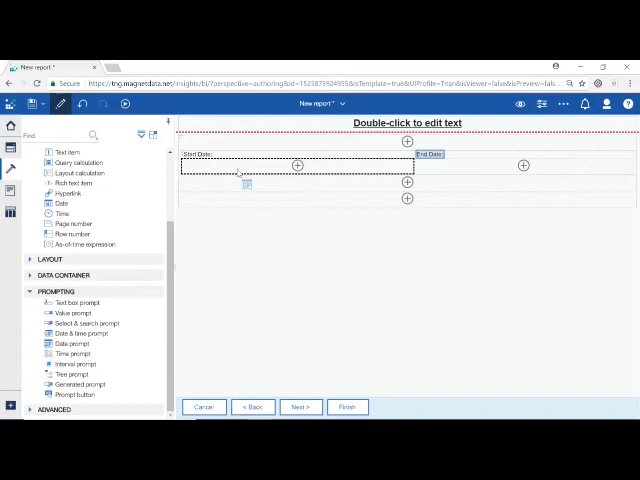 New report *
Secure
https://tng.magnetdata.net/insights/bi/?perspective=authoring&id=1525875924955&isTemplate=true&UIProfile=Titan&isViewer=false&isPreview=fals...
New report *
Find
Double-click to edit text
Text item
Query calculation
Layout calculation
Rich text item
Hyperlink
Date
Time
Page number
Row number
As-of-time expression
LAYOUT
DATA CONTAINER
PROMPTING
Text box prompt
Value prompt
Select & search prompt
Date & time prompt
Date prompt
Time prompt
Interval prompt
Tree prompt
Generated prompt
Prompt button
ADVANCED
Start Date:
End Date:
Cancel
< Back
Next >
Finish